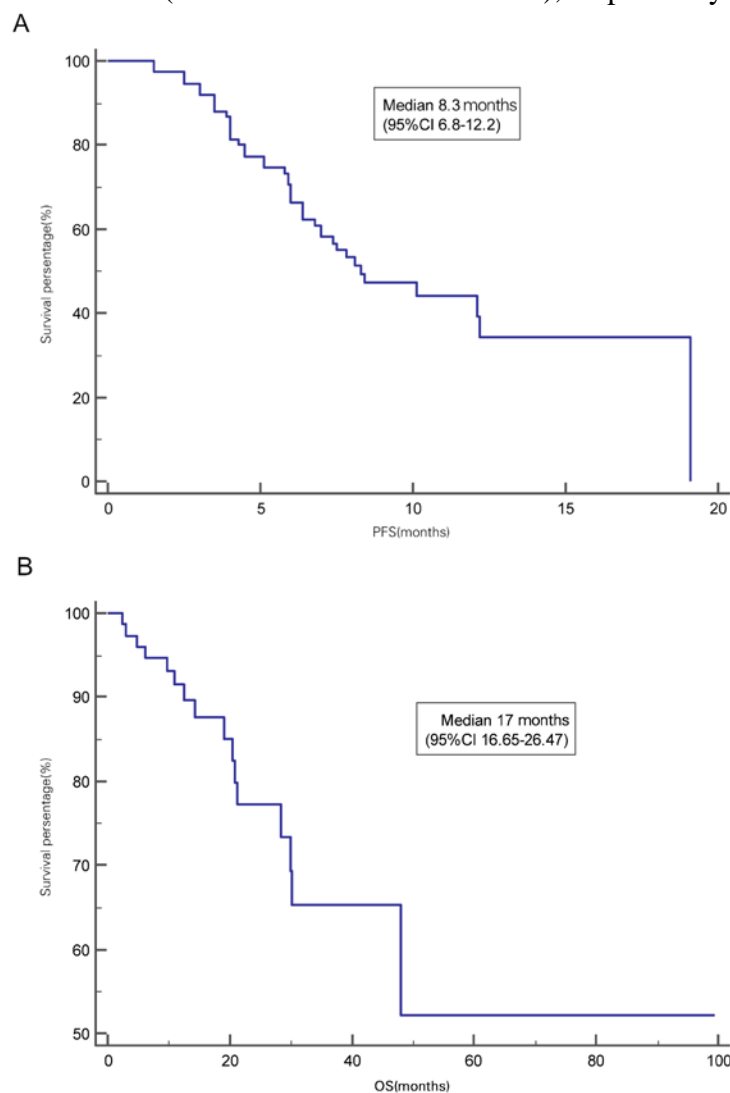 A
Median 8.3 months
(95%CI 6.8-12.2)
Survival persentage(%)
100
80
60
40
20
0
0 5 10 15 20
PFS(months)
B
Median 17 months
(95%CI 16.65-26.47)
Survival persentage(%)
100
90
80
70
60
50
0 20 40 60 80 100
OS(months)